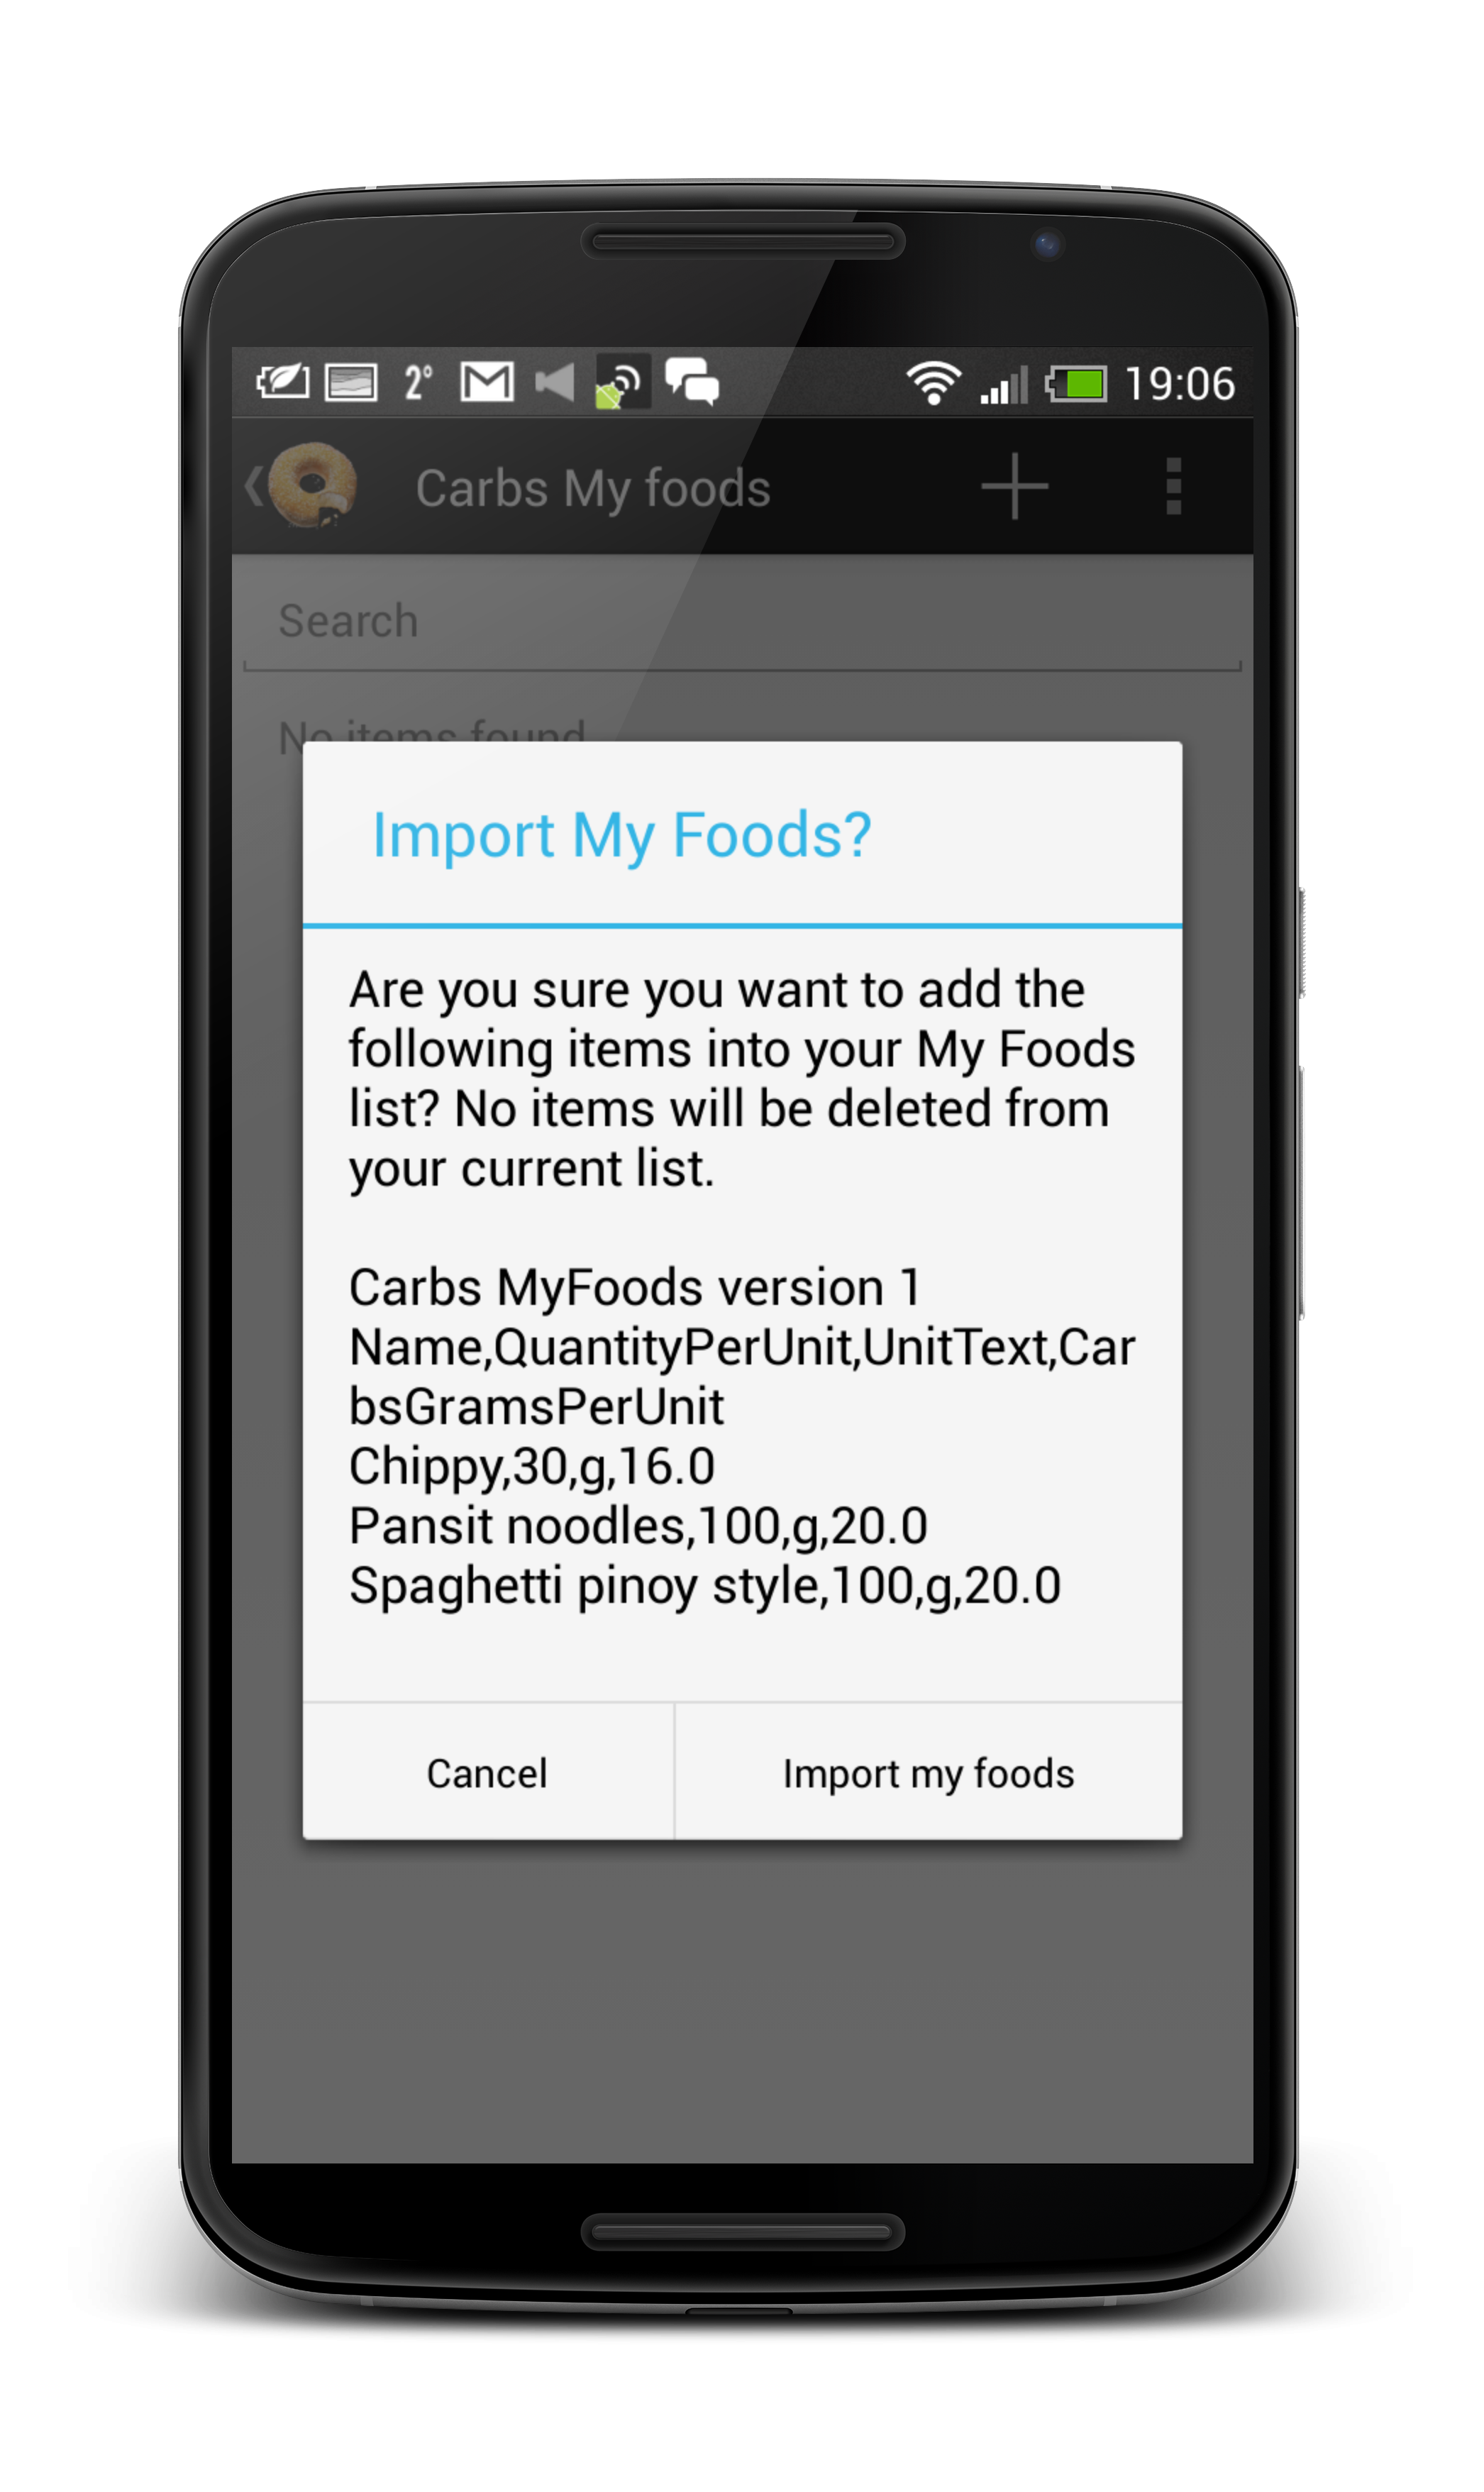 2°
19:06
Carbs My foods
Search
No items found
Import My Foods?
Are you sure you want to add the
following items into your My Foods
list? No items will be deleted from
your current list.
Carbs MyFoods version 1
Name,QuantityPerUnit,UnitText,Car
bsGramsPerUnit
Chippy,30,g,16.0
Pansit noodles,100,g,20.0
Spaghetti pinoy style,100,g,20.0
Cancel
Import my foods